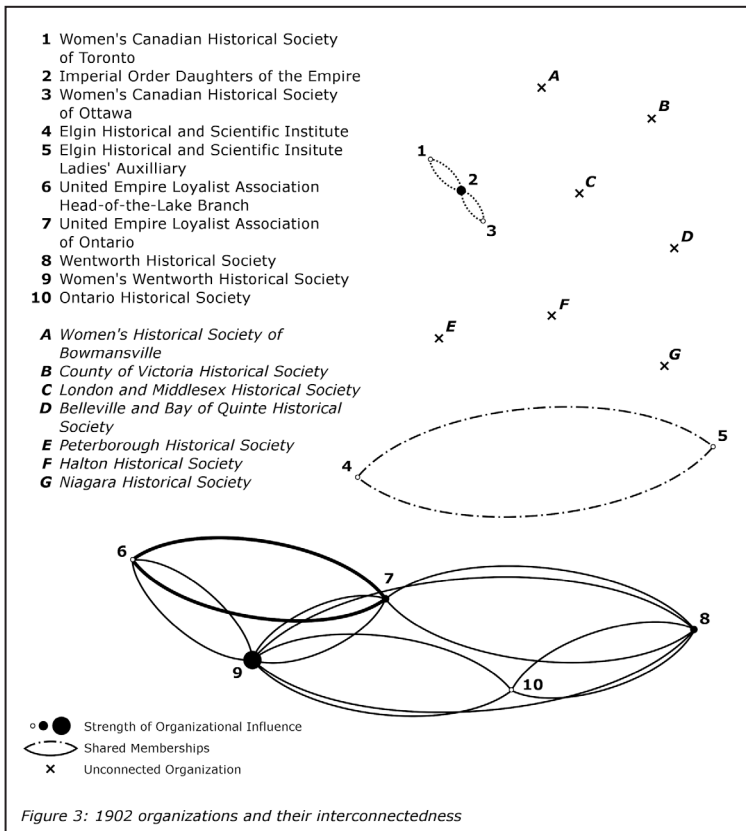 1 Women's Canadian Historical Society
of Toronto
2 Imperial Order Daughters of the Empire
3 Women's Canadian Historical Society
of Ottawa
4 Elgin Historical and Scientific Insitute
5 Elgin Historical and Scientific Insitute
Ladies' Auxilliary
6 United Empire Loyalist Association
Head-of-the-Lake Branch
7 United Empire Loyalist Association
of Ontario
8 Wentworth Historical Society
9 Women's Wentworth Historical Society
10 Ontario Historical Society
A Women's Historical Society of
Bowmansville
B County of Victoria Historical Society
C London and Middlesex Historical Society
D Belleville and Bay of Quinte Historical
Society
E Peterborough Historical Society
F Halton Historical Society
G Niagara Historical Society
A
B
1
2
C
3
D
F
E
G
5
4
6
7
8
9
10
Strength of Organizational Influence
Shared Memberships
Unconnected Organization
Figure 3: 1902 organizations and their interconnectedness